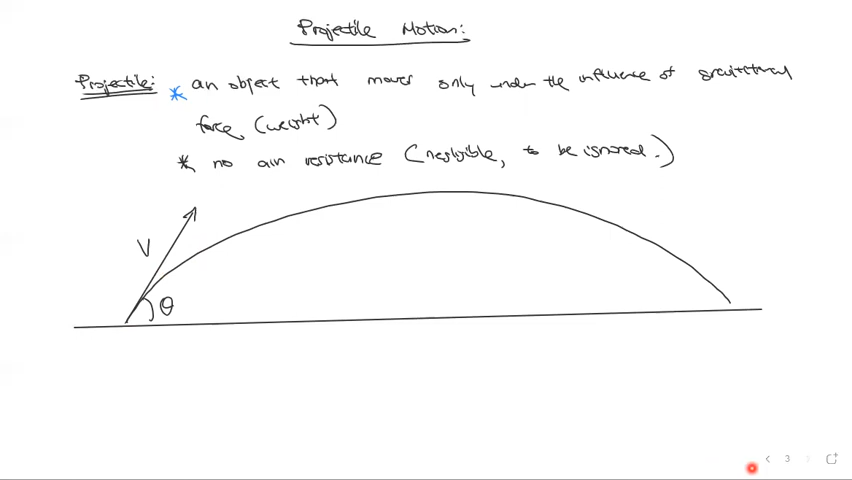 Projectile Motion:
Projectile: * an object that moves only under the influence of gravitational
force (weight)
* no air resistance (negligible, to be ignored.)
V
θ
3